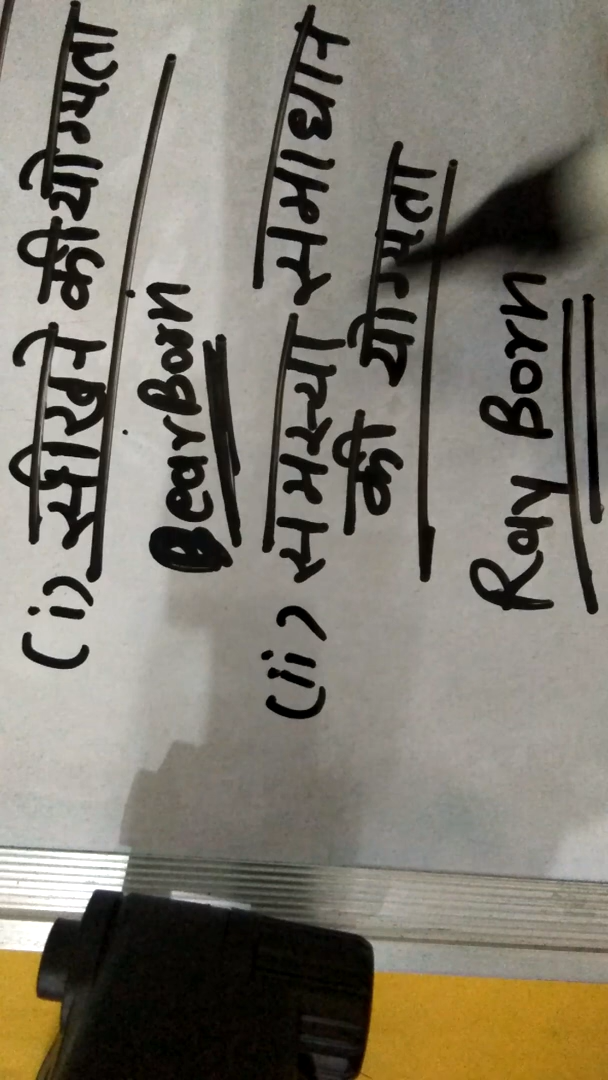 (i) सीखने की योग्यता
BearBorn
(ii) समस्या समाधान
की योग्यता
Ray Born